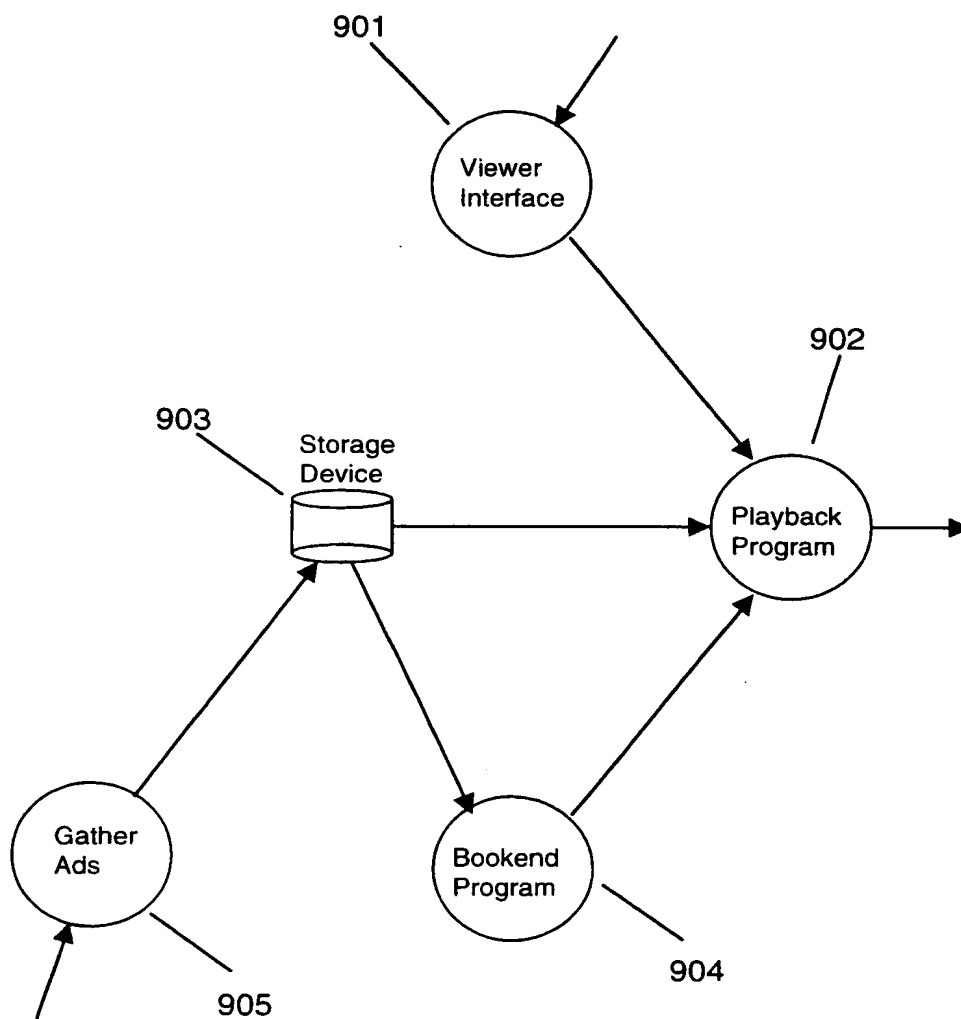 901
Viewer
Interface
902
903
Storage
Device
Playback
Program
Gather
Ads
Bookend
Program
904
905